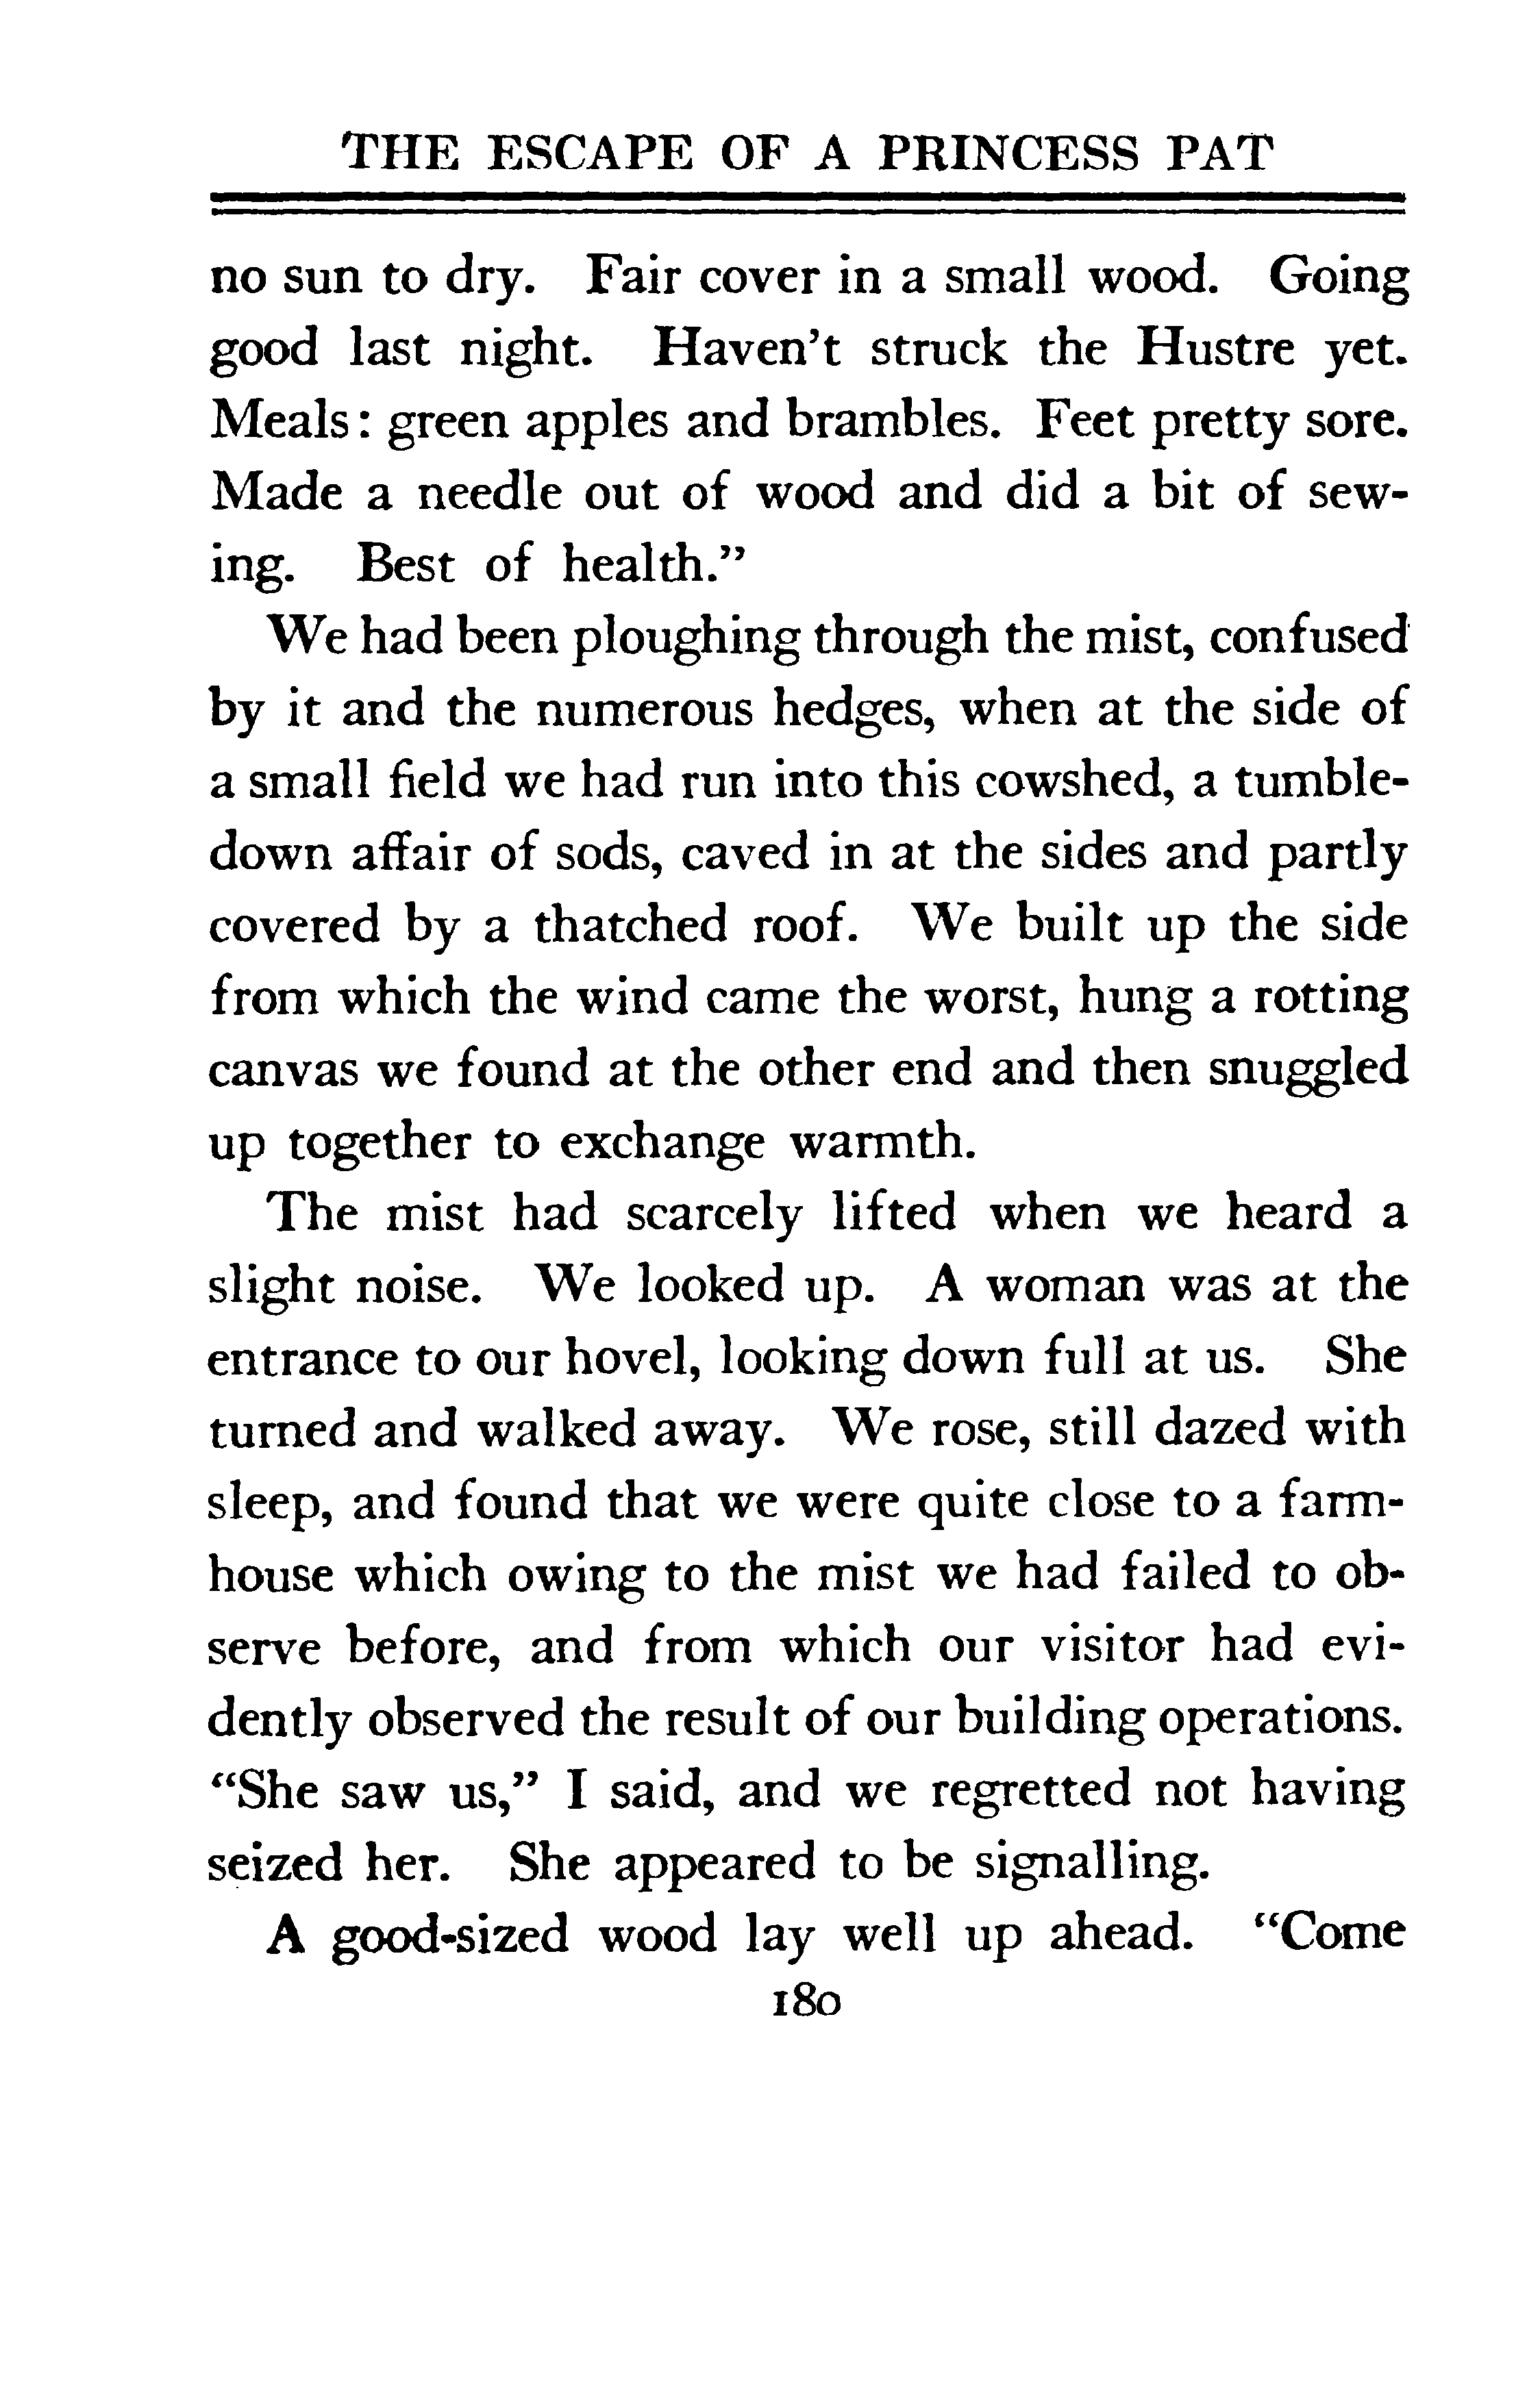 THE ESCAPE OF A PRINCESS PAT
no sun to dry. Fair cover in a small wood. Going
good last night. Haven't struck the Hustre yet.
Meals: green apples and brambles. Feet pretty sore.
Made a needle out of wood and did a bit of sew-
ing. Best of health."
We had been ploughing through the mist, confused
by it and the numerous hedges, when at the side of
a small field we had run into this cowshed, a tumble-
down affair of sods, caved in at the sides and partly
covered by a thatched roof. We built up the side
from which the wind came the worst, hung a rotting
canvas we found at the other end and then snuggled
up together to exchange warmth.
The mist had scarcely lifted when we heard a
slight noise. We looked up. A woman was at the
entrance to our hovel, looking down full at us. She
turned and walked away. We rose, still dazed with
sleep, and found that we were quite close to a farm-
house which owing to the mist we had failed to ob-
serve before, and from which our visitor had evi-
dently observed the result of our building operations.
"She saw us," I said, and we regretted not having
seized her. She appeared to be signalling.
A good-sized wood lay well up ahead. "Come
180